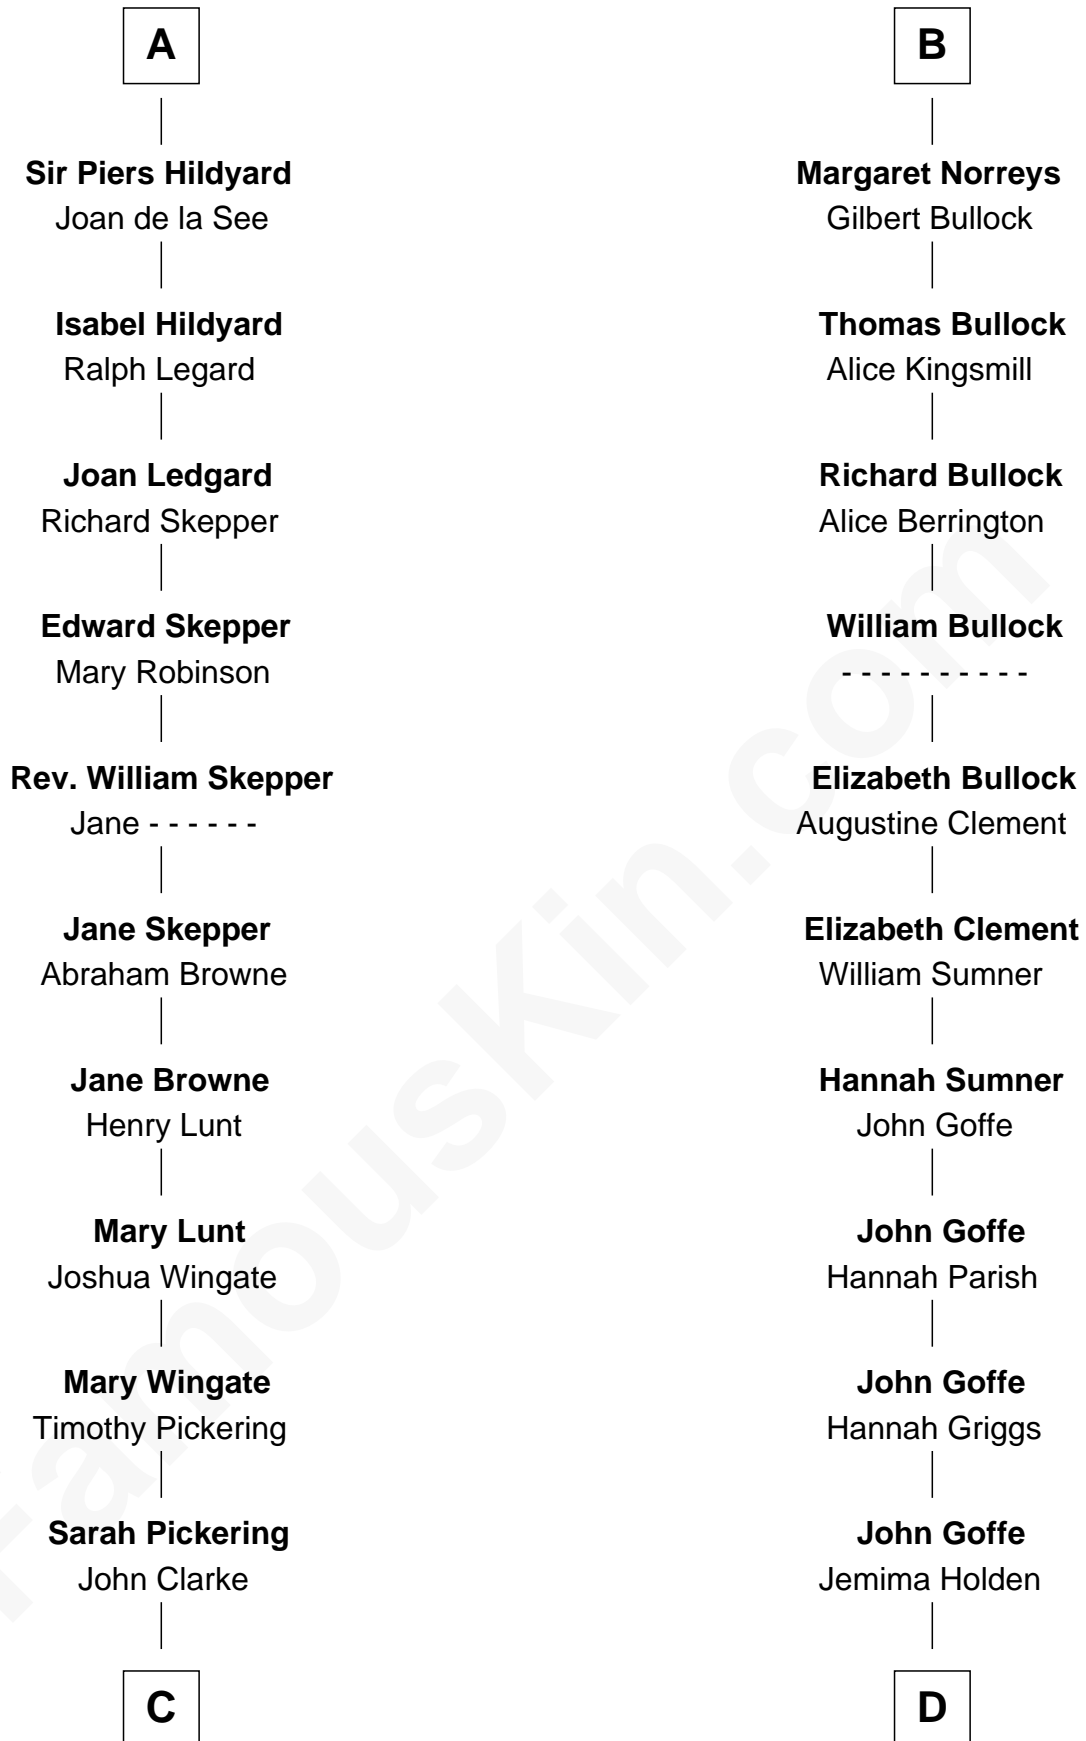 A
Sir Piers Hildyard
Joan de la See
Isabel Hildyard
Ralph Legard
Joan Ledgard
Richard Skepper
Edward Skepper
Mary Robinson
Rev. William Skepper
Jane - - - - - -
Jane Skepper
Abraham Browne
Jane Browne
Henry Lunt
Mary Lunt
Joshua Wingate
Mary Wingate
Timothy Pickering
Sarah Pickering
John Clarke
C
B
Margaret Norreys
Gilbert Bullock
Thomas Bullock
Alice Kingsmill
Richard Bullock
Alice Berrington
William Bullock
- - - - - - - - - -
Elizabeth Bullock
Augustine Clement
Elizabeth Clement
William Sumner
Hannah Sumner
John Goffe
John Goffe
Hannah Parish
John Goffe
Hannah Griggs
John Goffe
Jemima Holden
D
FamousKin.com